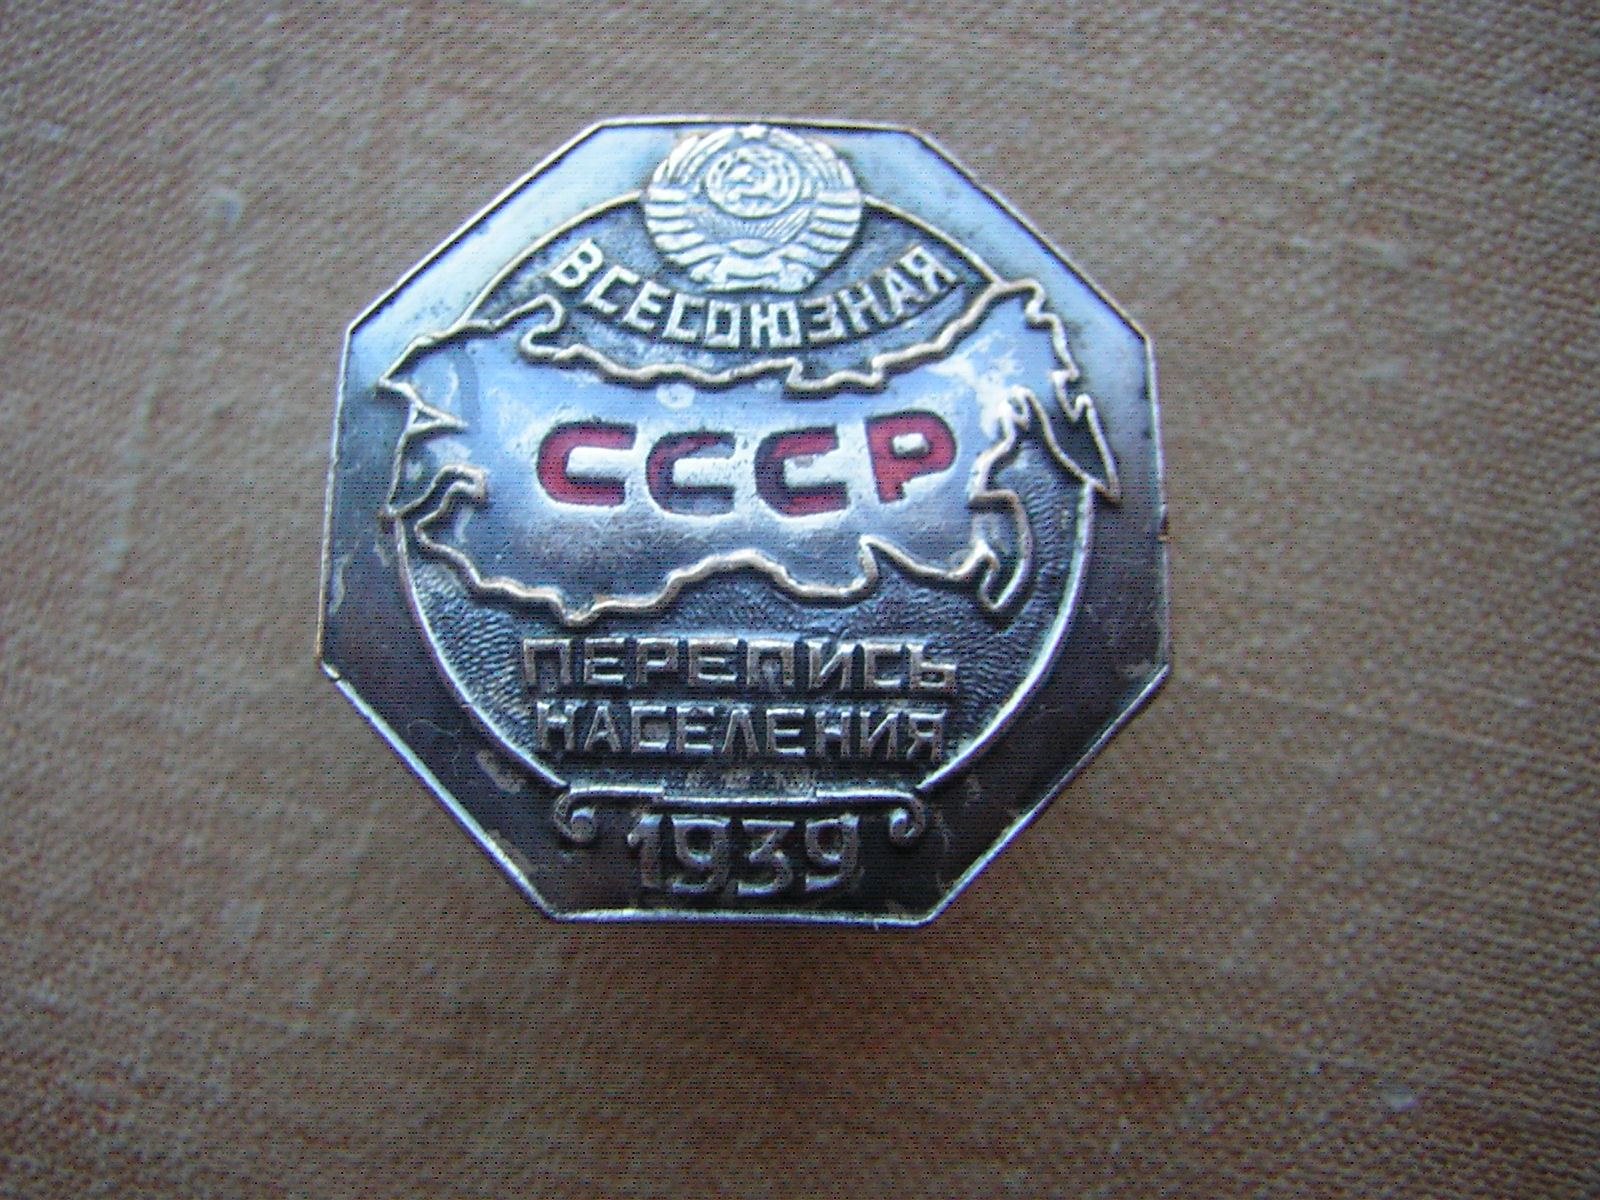 ВСЕСОЮЗНАЯ
СССР
ПЕРЕПИСЬ
НАСЕЛЕНИЯ
1939